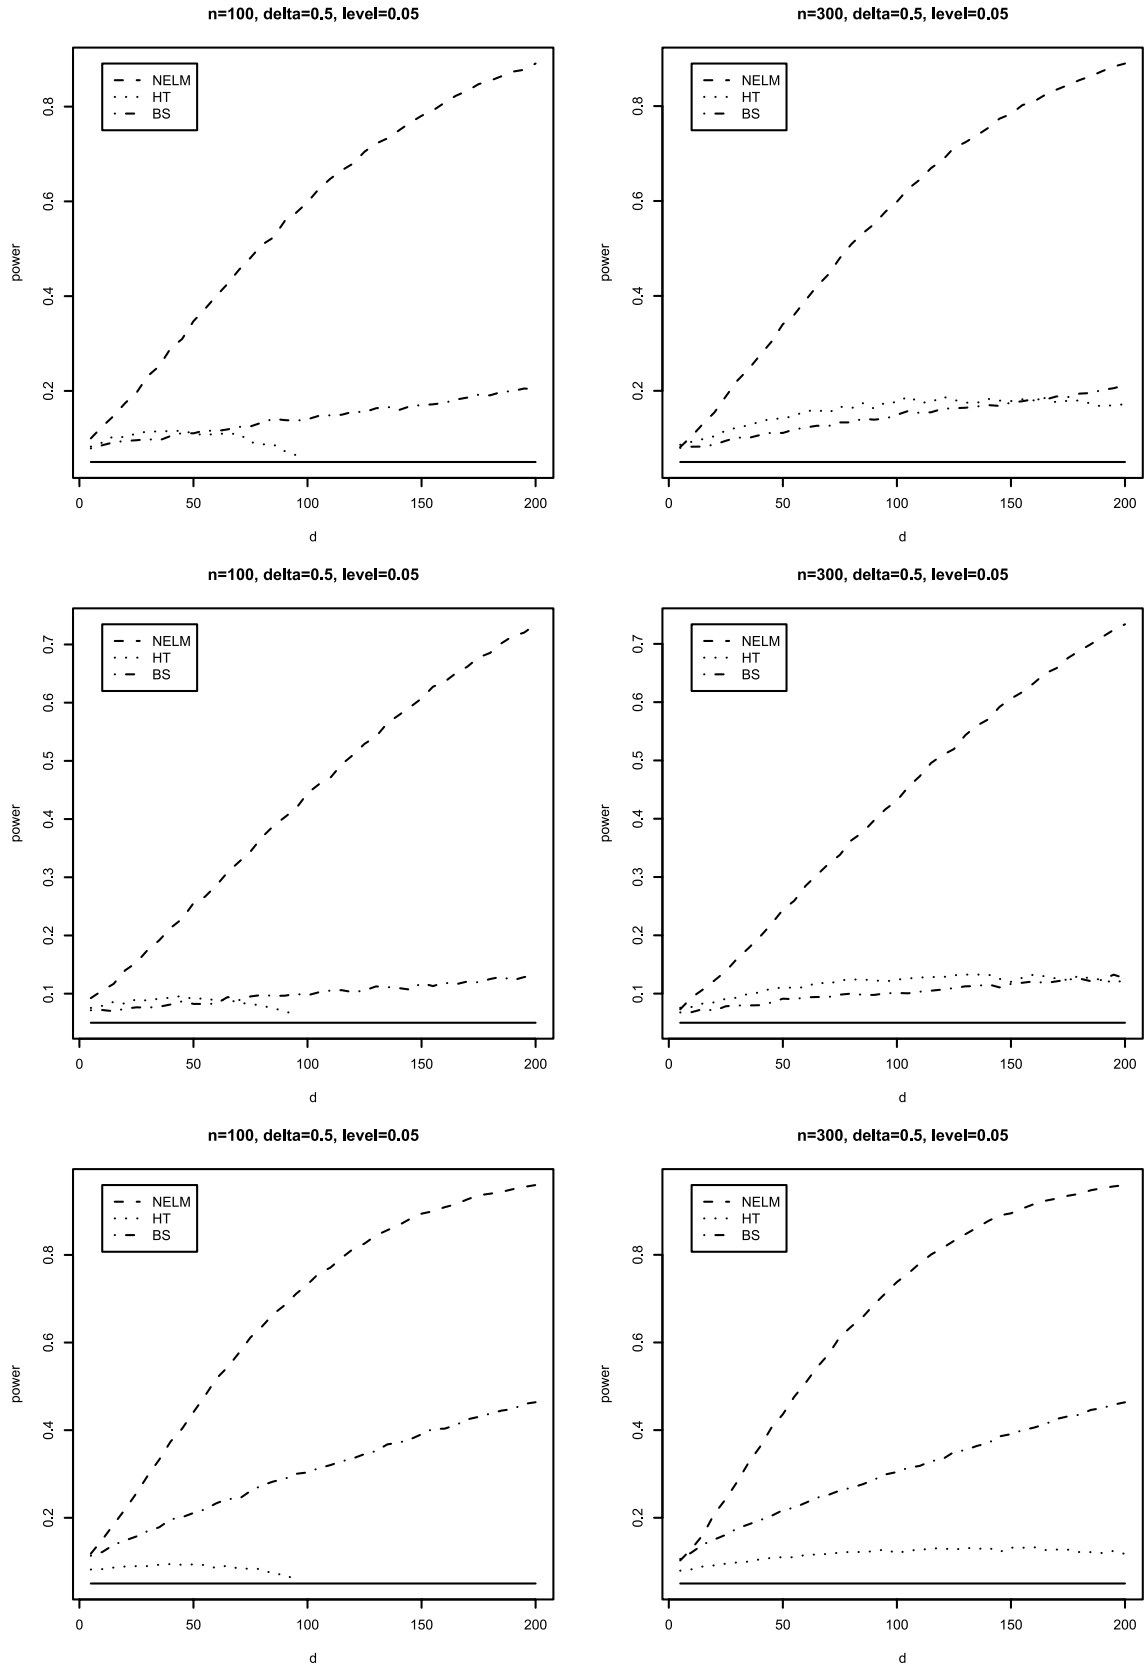 n=100, delta=0.5, level=0.05
NELM
HT
BS
power
0.2
0.4
0.6
0.8
0
50
100
150
200
d
n=300, delta=0.5, level=0.05
NELM
HT
BS
power
0.2
0.4
0.6
0.8
0
50
100
150
200
d
n=100, delta=0.5, level=0.05
NELM
HT
BS
power
0.1
0.2
0.3
0.4
0.5
0.6
0.7
0
50
100
150
200
d
n=300, delta=0.5, level=0.05
NELM
HT
BS
power
0.1
0.2
0.3
0.4
0.5
0.6
0.7
0
50
100
150
200
d
n=100, delta=0.5, level=0.05
NELM
HT
BS
power
0.2
0.4
0.6
0.8
0
50
100
150
200
d
n=300, delta=0.5, level=0.05
NELM
HT
BS
power
0.2
0.4
0.6
0.8
0
50
100
150
200
d